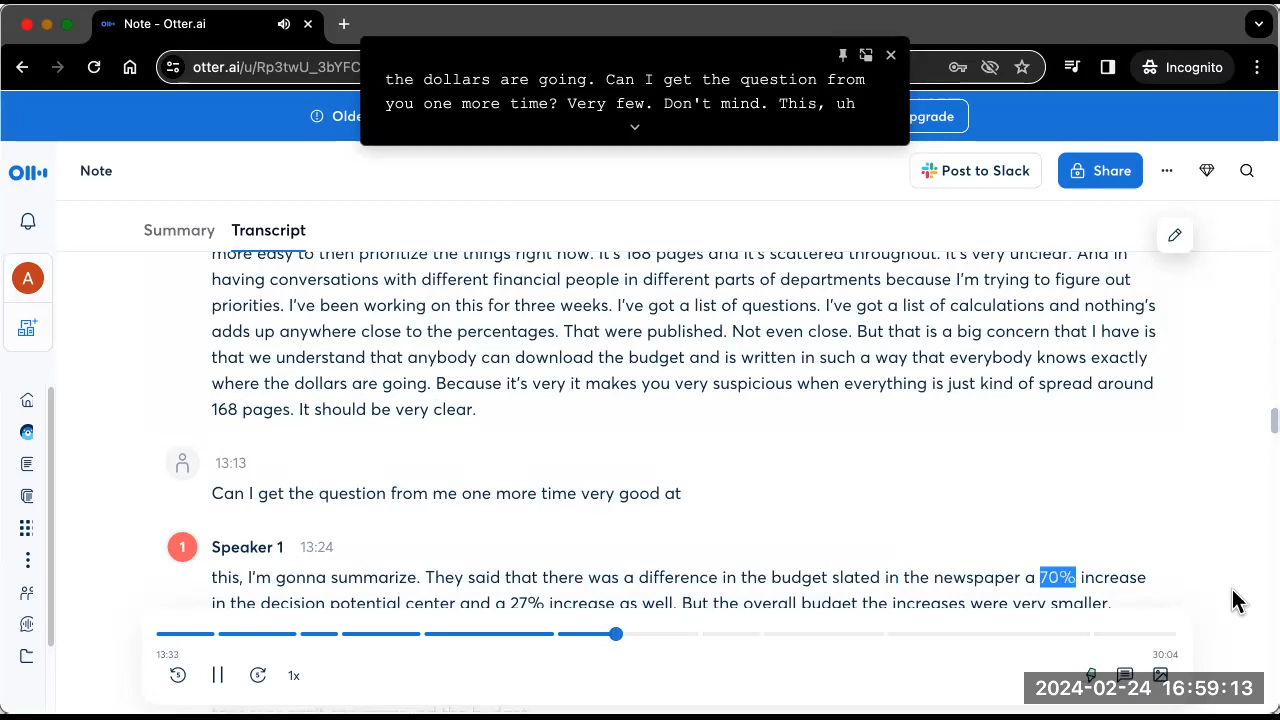 Note - Otter.ai
otter.ai/u/Rp3twU_3bYFC
Incognito
the dollars are going. Can I get the question from
you one more time? Very few. Don't mind. This, uh
Olde
pgrade
Note
Post to Slack
Share
Summary
Transcript
A
more easy to then prioritize the things right now. It's 168 pages and it's scattered throughout. It's very unclear. And in
having conversations with different financial people in different parts of departments because I'm trying to figure out
priorities. I've been working on this for three weeks. I've got a list of questions. I've got a list of calculations and nothing's
adds up anywhere close to the percentages. That were published. Not even close. But that is a big concern that I have is
that we understand that anybody can download the budget and is written in such a way that everybody knows exactly
where the dollars are going. Because it's very it makes you very suspicious when everything is just kind of spread around
168 pages. It should be very clear.
13:13
Can I get the question from me one more time very good at
1
Speaker 1 13:24
this, I'm gonna summarize. They said that there was a difference in the budget slated in the newspaper a 70% increase
in the decision potential center and a 27% increase as well. But the overall budget the increases were very smaller.
13:33
30:04
5
5
1x
2024-02-24 16:59:13